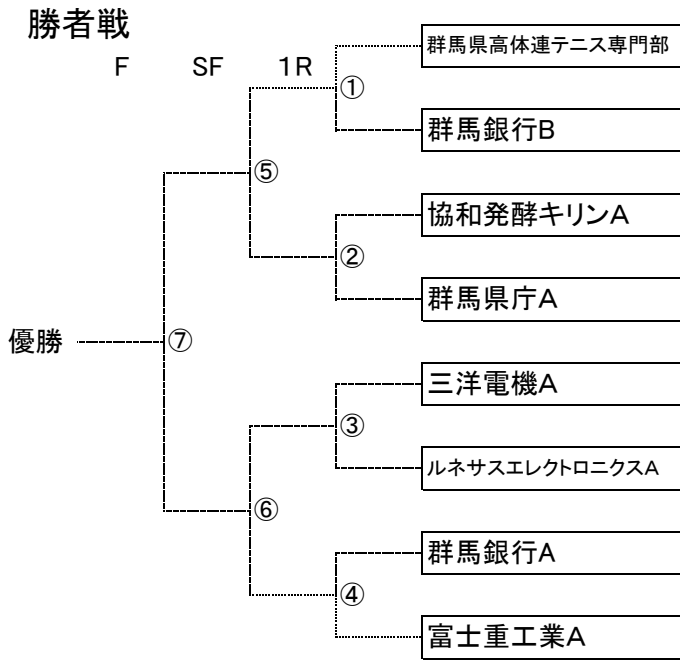 勝者戦
F SF 1R
群馬県高体連テニス専門部
①
群馬銀行B
⑤
協和発酵キリンA
②
群馬県庁A
優勝 ⑦
三洋電機A
③
ルネサスエレクトロニクスA
⑥
群馬銀行A
④
富士重工業A